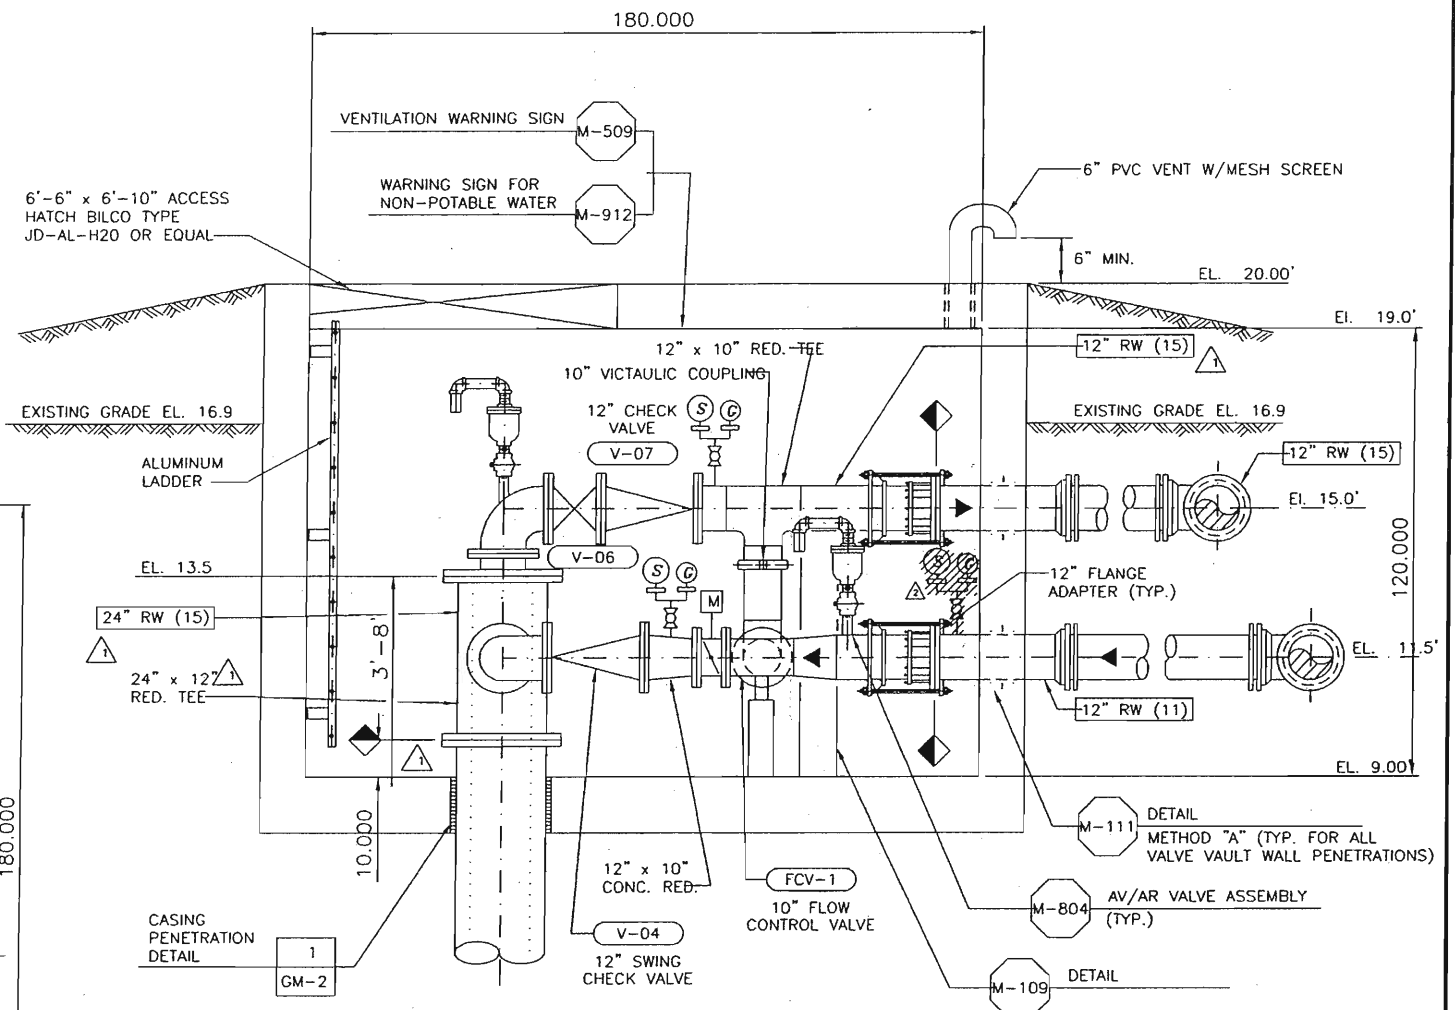 180.000
VENTILATION WARNING SIGN
M-509
WARNING SIGN FOR
NON-POTABLE WATER
M-912
6'-6" x 6'-10" ACCESS
HATCH BILCO TYPE
JD-AL-H20 OR EQUAL
6" PVC VENT W/MESH SCREEN
6" MIN.
EL. 20.00'
El. 19.0'
12" x 10" RED. TEE
10" VICTAULIC COUPLING
12" RW (15)
1
12" CHECK
VALVE
S G
V-07
EXISTING GRADE EL. 16.9
EXISTING GRADE EL. 16.9
ALUMINUM
LADDER
12" RW (15)
El. 15.0'
120.000
V-06
EL. 13.5
S G
M
S G
2
12" FLANGE
ADAPTER (TYP.)
24" RW (15)
1
3'-8"
24" x 12"
RED. TEE
1
EL. 11.5'
12" RW (11)
1
EL. 9.00'
180.000
10.000
M-111
DETAIL
METHOD "A" (TYP. FOR ALL
VALVE VAULT WALL PENETRATIONS)
12" x 10"
CONC. RED.
FCV-1
10" FLOW
CONTROL VALVE
M-804
AV/AR VALVE ASSEMBLY
(TYP.)
CASING
PENETRATION
DETAIL
1
GM-2
V-04
12" SWING
CHECK VALVE
M-109
DETAIL